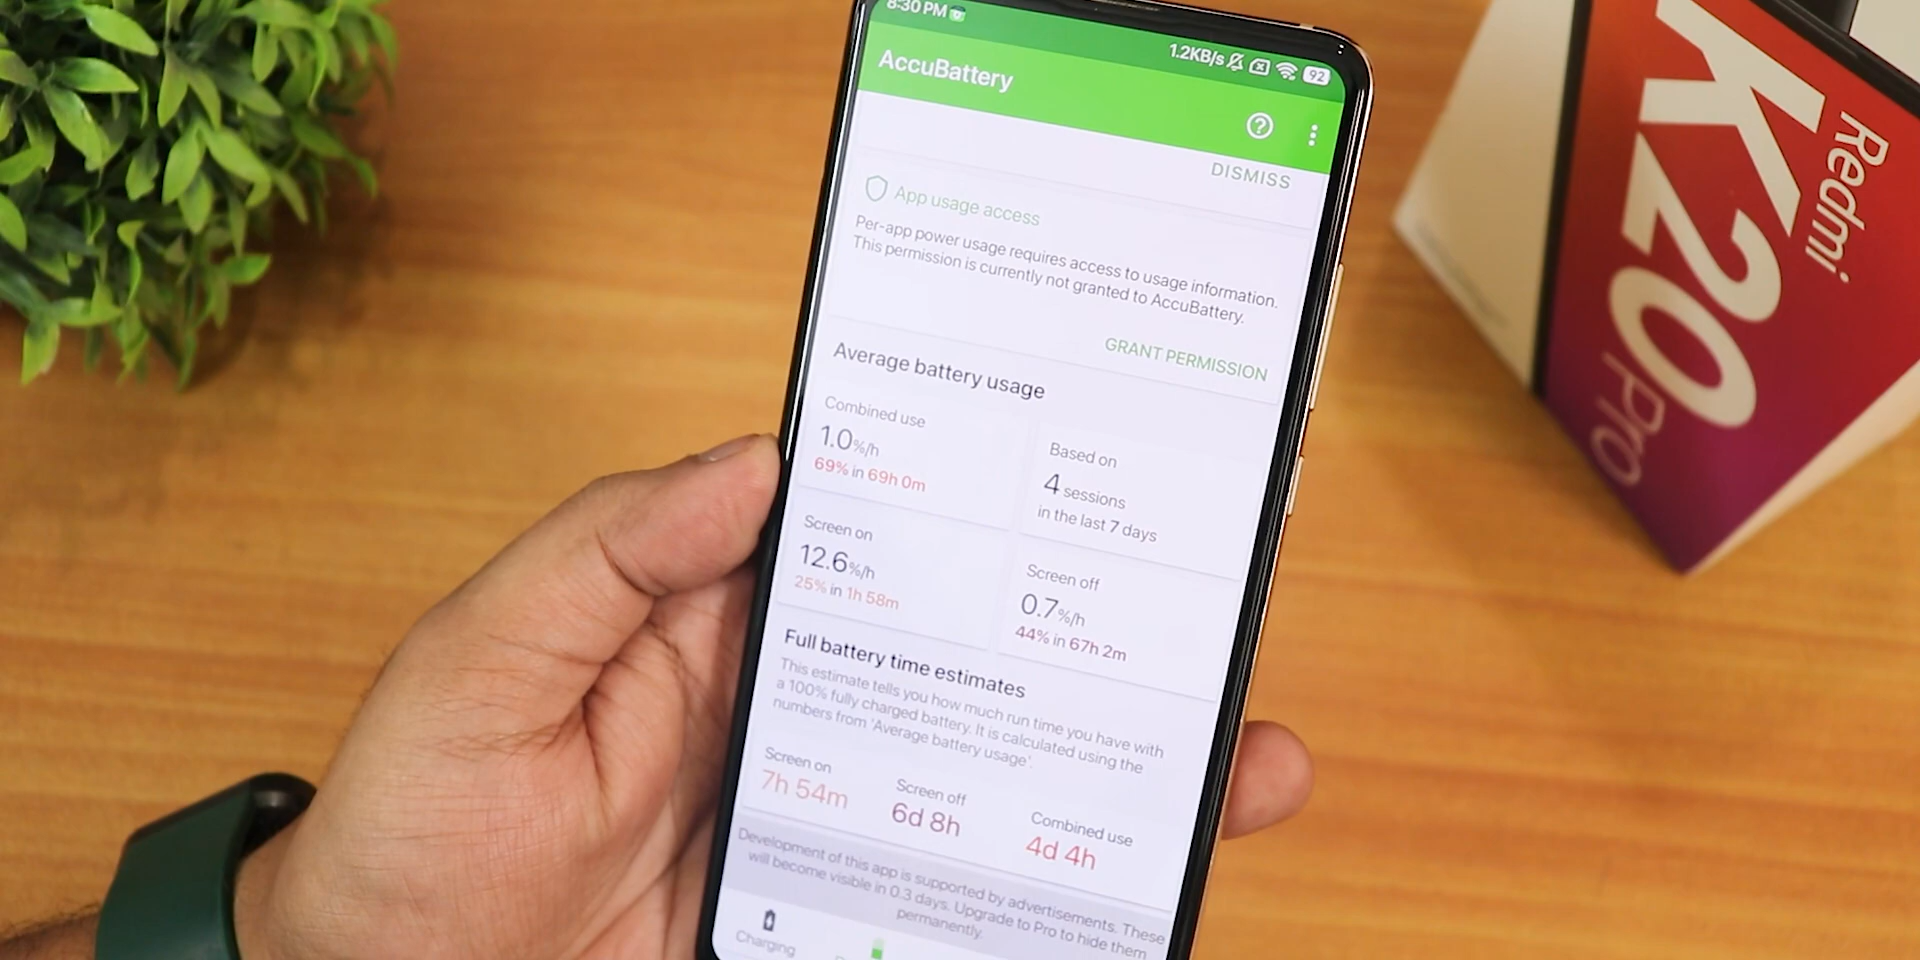 8:30 PM
1.2KB/s
92
AccuBattery
DISMISS
App usage access
Per-app power usage requires access to usage information.
This permission is currently not granted to AccuBattery.
GRANT PERMISSION
Average battery usage
Combined use
1.0%/h
69% in 69h 0m
Based on
4 sessions
in the last 7 days
Screen on
12.6%/h
25% in 1h 58m
Screen off
0.7%/h
44% in 67h 2m
Full battery time estimates
This estimate tells you how much run time you have with
a 100% fully charged battery. It is calculated using the
numbers from 'Average battery usage'.
Screen on
7h 54m
Screen off
6d 8h
Combined use
4d 4h
Development of this app is supported by advertisements. These
will become visible in 0.3 days. Upgrade to Pro to hide them
permanently.
Charging
Redmi
K20
Pro